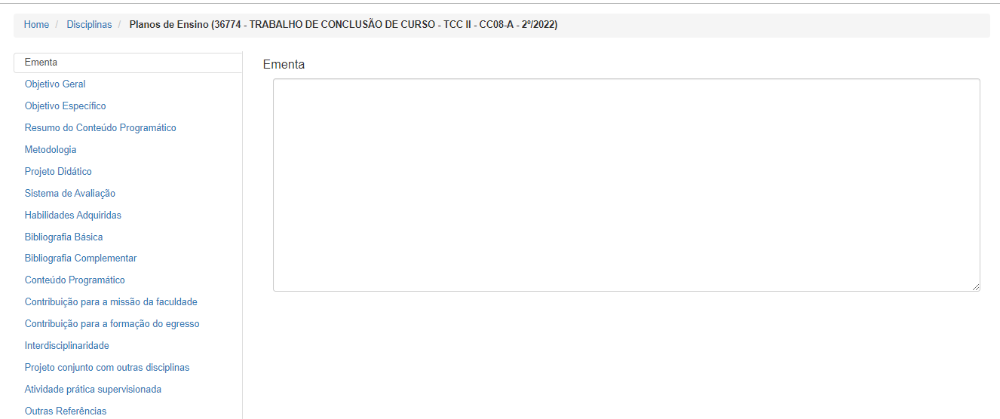 Home / Disciplinas / Planos de Ensino (36774 - TRABALHO DE CONCLUSÃO DE CURSO - TCC II - CC08-A - 2º/2022)
Ementa
Objetivo Geral
Objetivo Específico
Resumo do Conteúdo Programático
Metodologia
Projeto Didático
Sistema de Avaliação
Habilidades Adquiridas
Bibliografia Básica
Bibliografia Complementar
Conteúdo Programático
Contribuição para a missão da faculdade
Contribuição para a formação do egresso
Interdisciplinaridade
Projeto conjunto com outras disciplinas
Atividade prática supervisionada
Outras Referências
Ementa